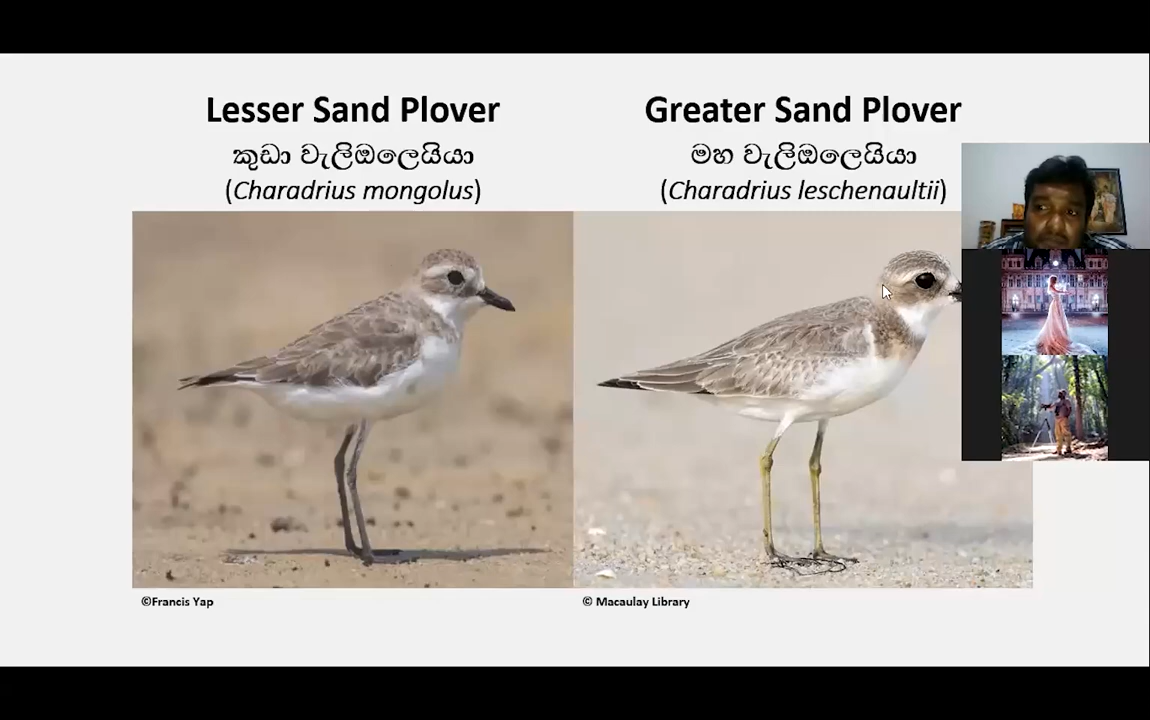 Lesser Sand Plover
කුඩා වැලිඔලෙයියා
(Charadrius mongolus)
Greater Sand Plover
මහ වැලිඔලෙයියා
(Charadrius leschenaultii)
©Francis Yap
© Macaulay Library